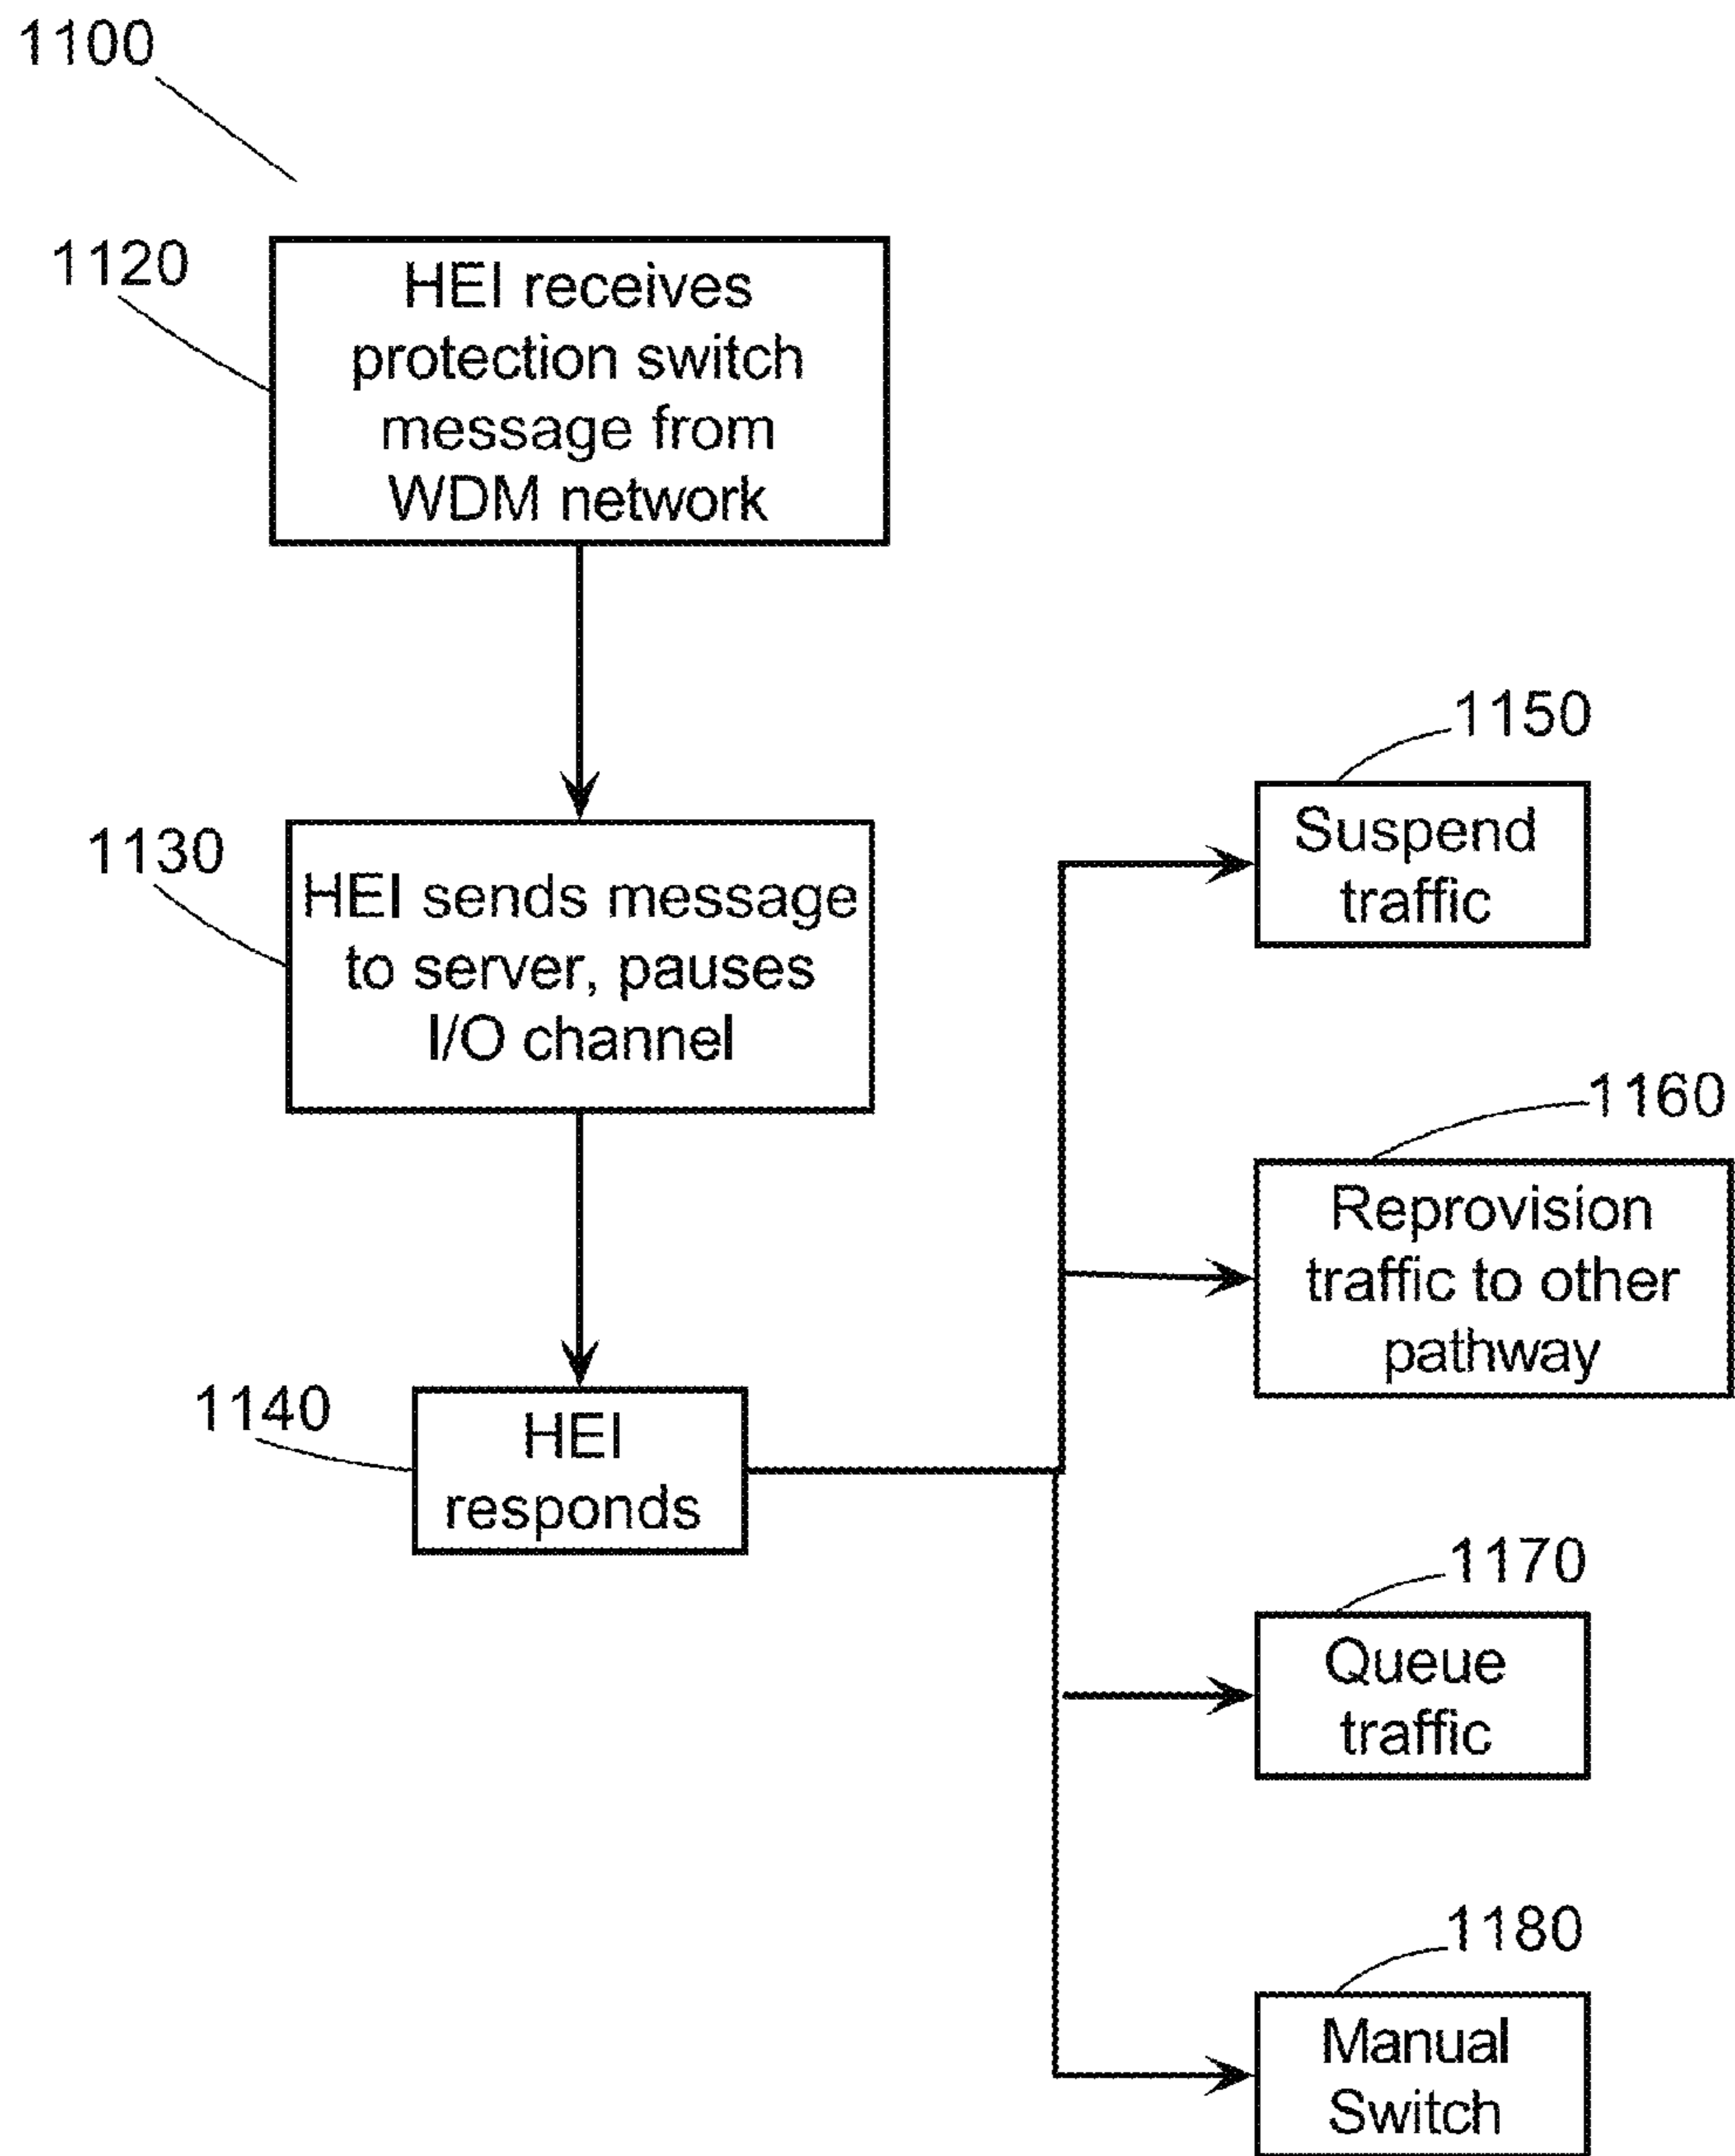 1100
1120
HEI receives
protection switch
message from
WDM network
1130
HEI sends message
to server, pauses
I/O channel
1140
HEI
responds
1150
Suspend
traffic
1160
Reprovision
traffic to other
pathway
1170
Queue
traffic
1180
Manual
Switch